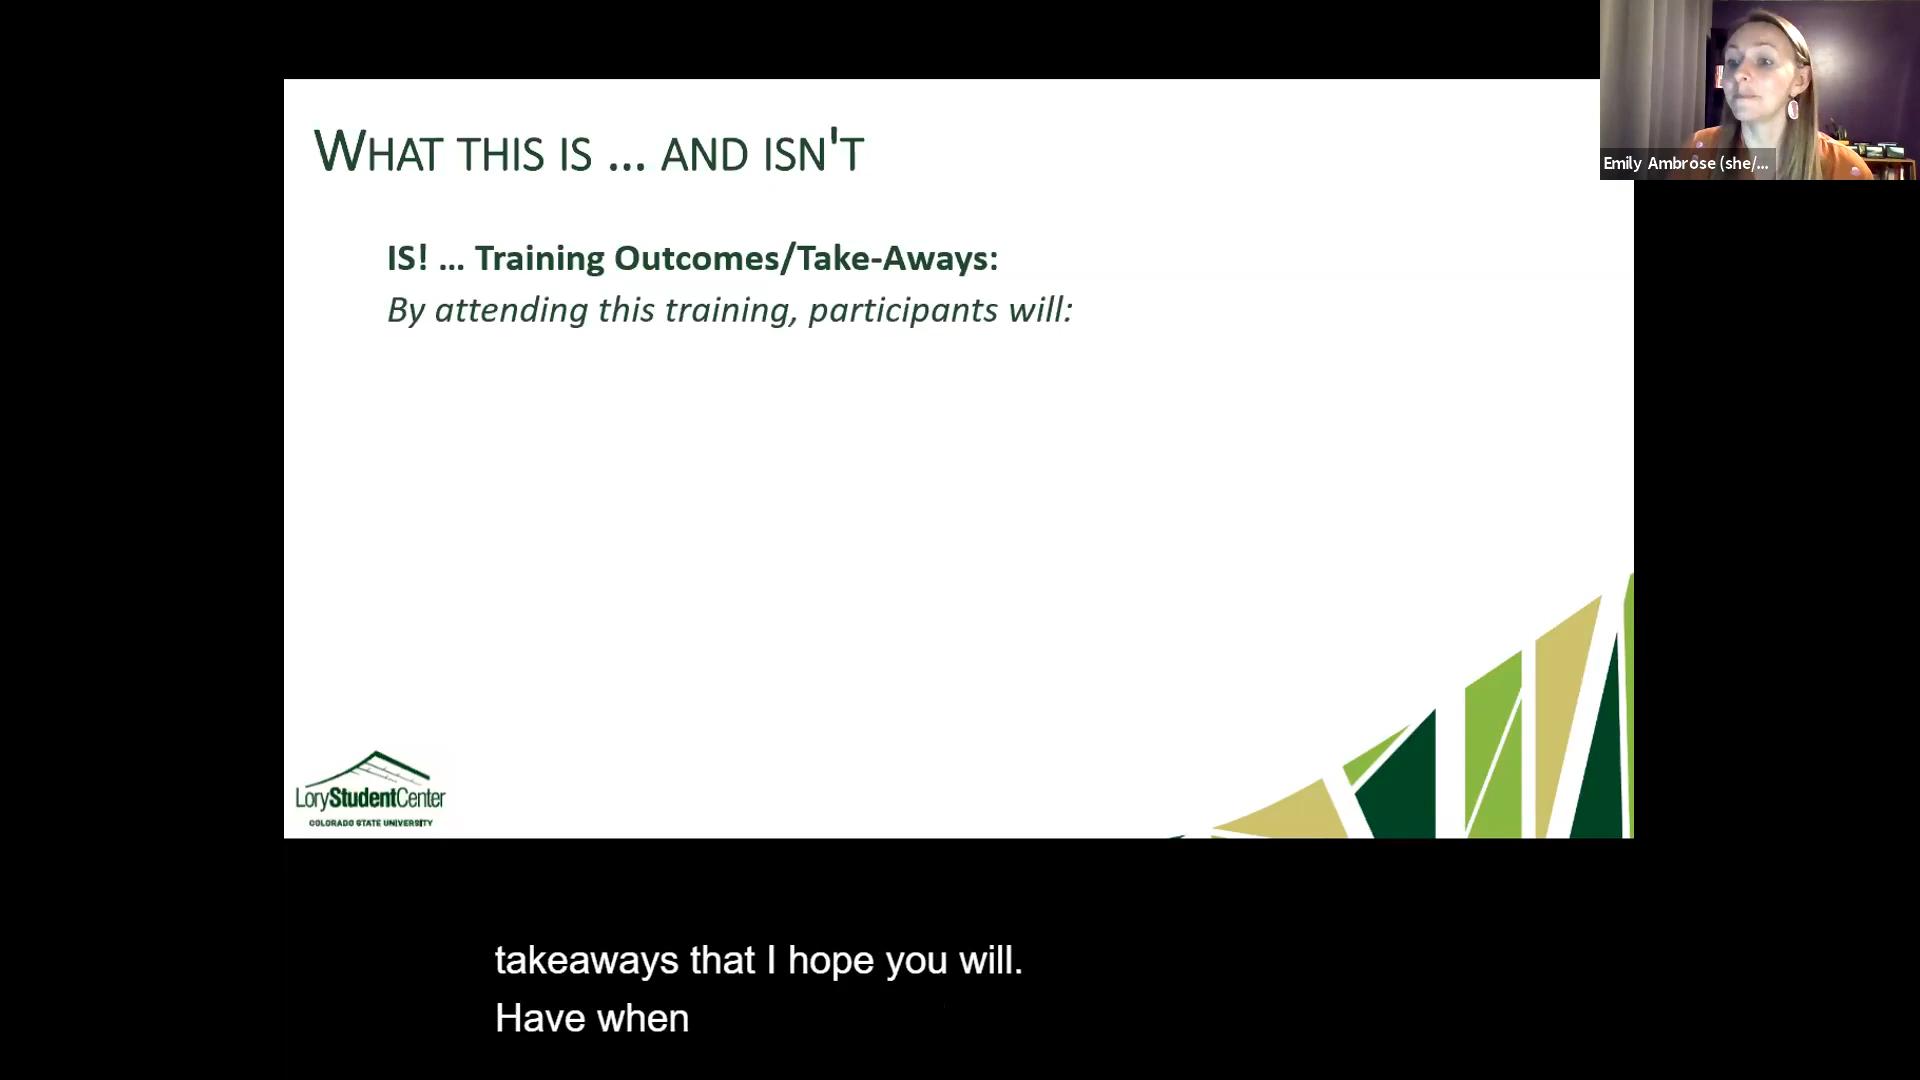 WHAT THIS IS ... AND ISN'T
Emily Ambrose (she/...
IS! ... Training Outcomes/Take-Aways:
By attending this training, participants will:
LoryStudentCenter
COLORADO STATE UNIVERSITY
takeaways that I hope you will.
Have when